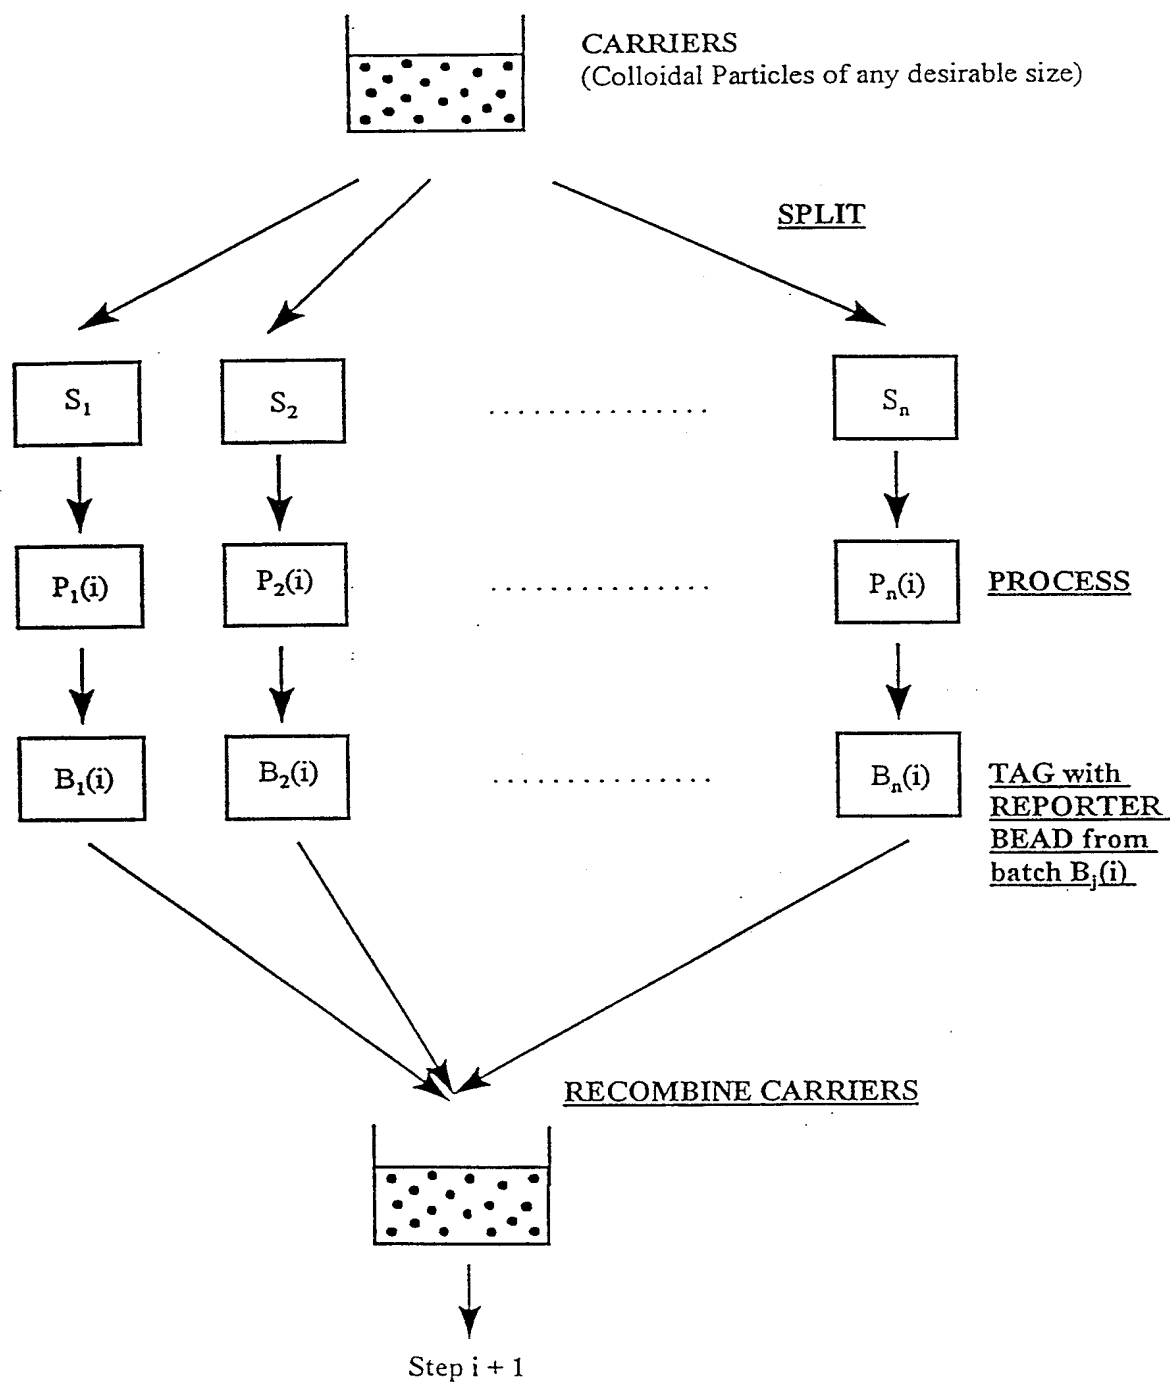 CARRIERS
(Colloidal Particles of any desirable size)
SPLIT
S₁ S₂ ............... Sₙ
P₁(i) P₂(i) ............... Pₙ(i) PROCESS
B₁(i) B₂(i) ............... Bₙ(i) TAG with
REPORTER
BEAD from
batch Bⱼ(i)
RECOMBINE CARRIERS
Step i + 1